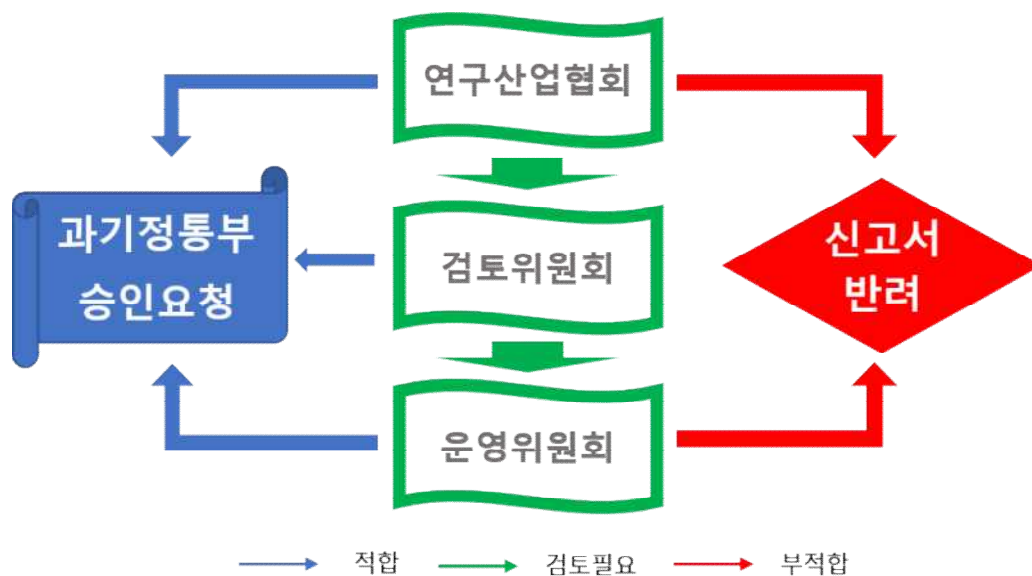 연구산업협회
과기정통부
승인요청
검토위원회
신고서
반려
운영위원회
적합
검토필요
부적합